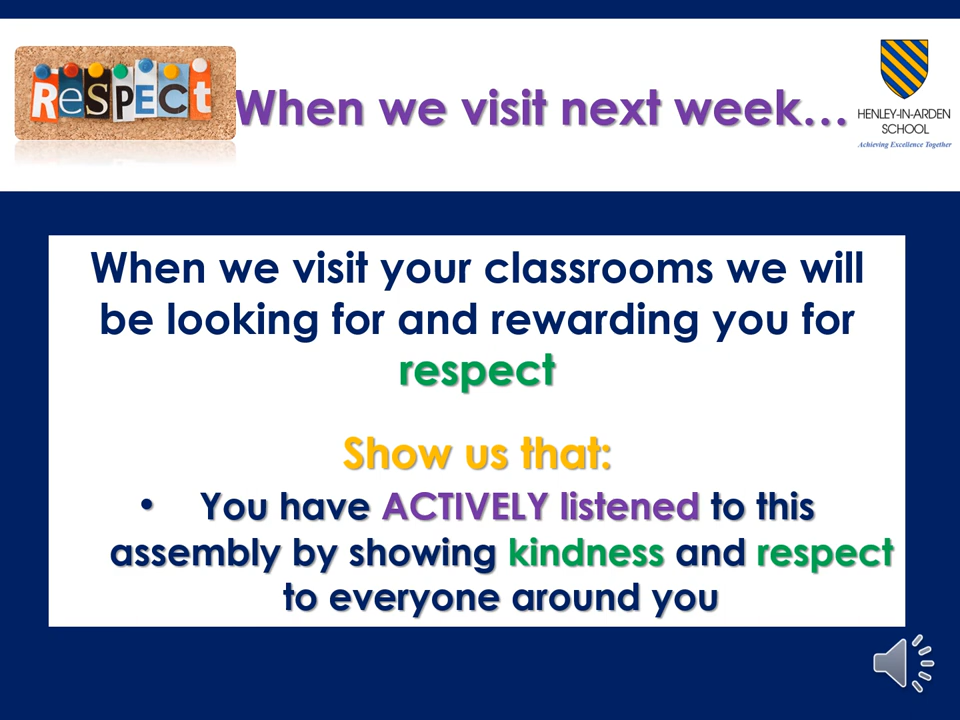 ReSPECt
When we visit next week…
HENLEY-IN-ARDEN
SCHOOL
Achieving Excellence Together
When we visit your classrooms we will
be looking for and rewarding you for
respect
Show us that:
• You have ACTIVELY listened to this
assembly by showing kindness and respect
to everyone around you